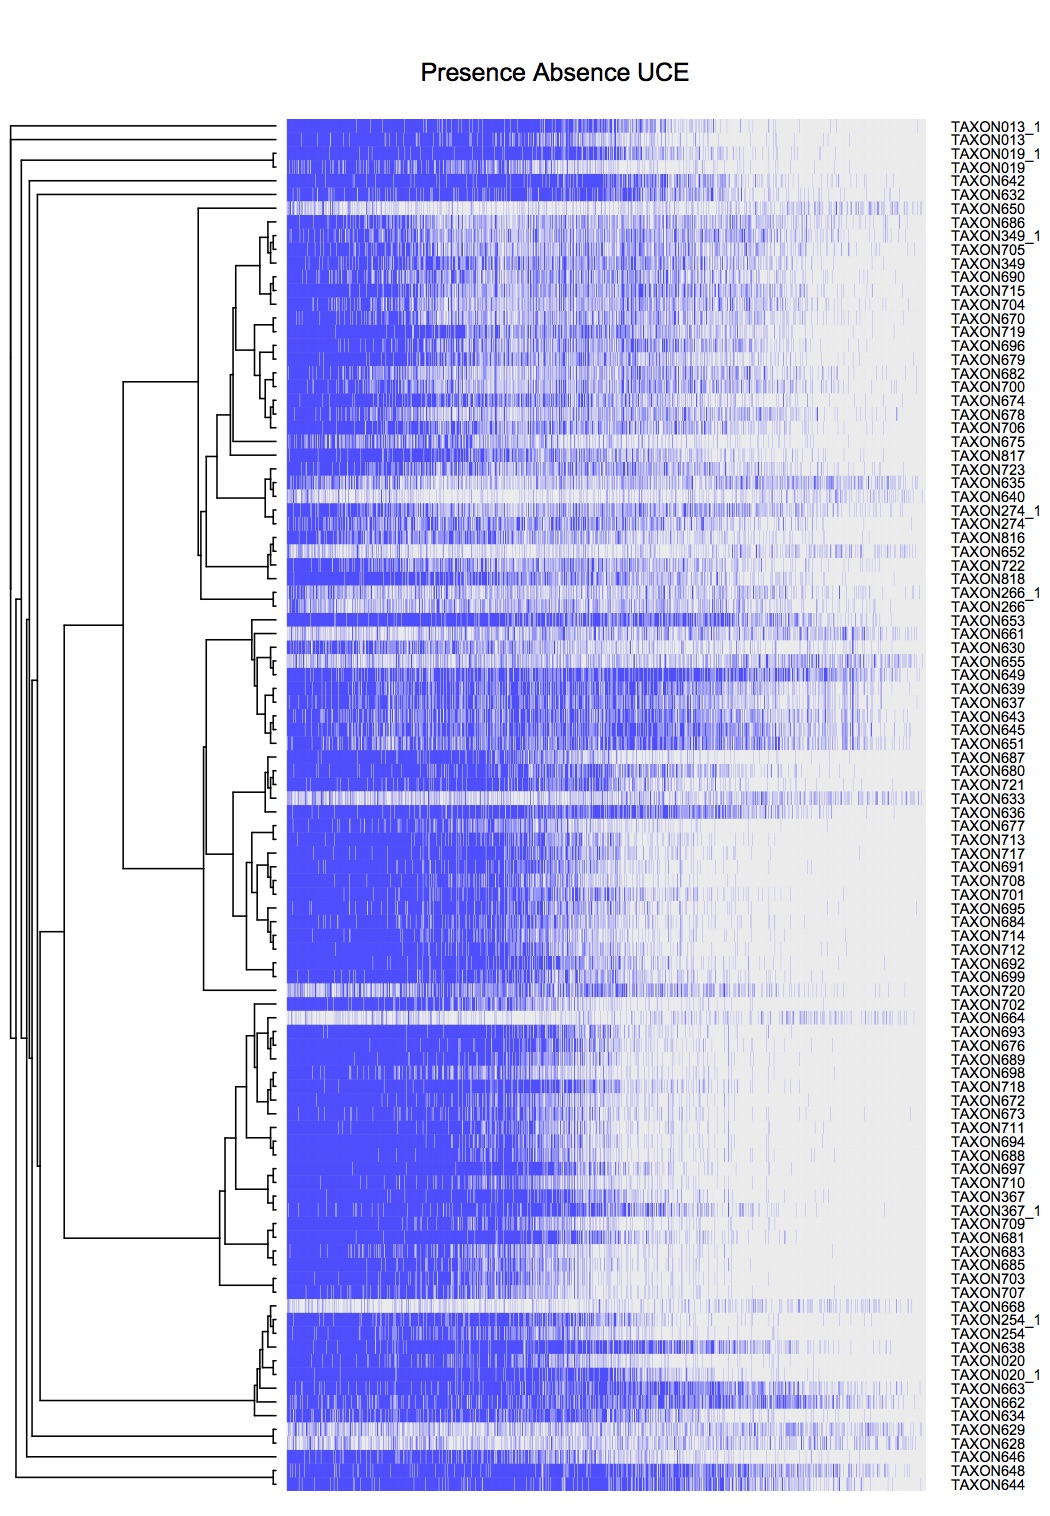 Presence Absence UCE
TAXON013_1
TAXON013
TAXON019_1
TAXON019
TAXON642
TAXON632
TAXON650
TAXON686
TAXON349_1
TAXON705
TAXON349
TAXON690
TAXON715
TAXON704
TAXON670
TAXON719
TAXON696
TAXON679
TAXON682
TAXON700
TAXON674
TAXON678
TAXON706
TAXON675
TAXON817
TAXON723
TAXON635
TAXON640
TAXON274_1
TAXON274
TAXON816
TAXON652
TAXON722
TAXON818
TAXON266_1
TAXON266
TAXON653
TAXON661
TAXON630
TAXON655
TAXON649
TAXON639
TAXON637
TAXON643
TAXON645
TAXON651
TAXON687
TAXON680
TAXON721
TAXON633
TAXON636
TAXON677
TAXON713
TAXON717
TAXON691
TAXON708
TAXON701
TAXON695
TAXON684
TAXON714
TAXON712
TAXON692
TAXON699
TAXON720
TAXON702
TAXON664
TAXON693
TAXON676
TAXON689
TAXON698
TAXON718
TAXON672
TAXON673
TAXON711
TAXON694
TAXON688
TAXON697
TAXON710
TAXON367
TAXON367_1
TAXON709
TAXON681
TAXON683
TAXON685
TAXON703
TAXON707
TAXON668
TAXON254_1
TAXON254
TAXON638
TAXON020
TAXON020_1
TAXON663
TAXON662
TAXON634
TAXON629
TAXON628
TAXON646
TAXON648
TAXON644